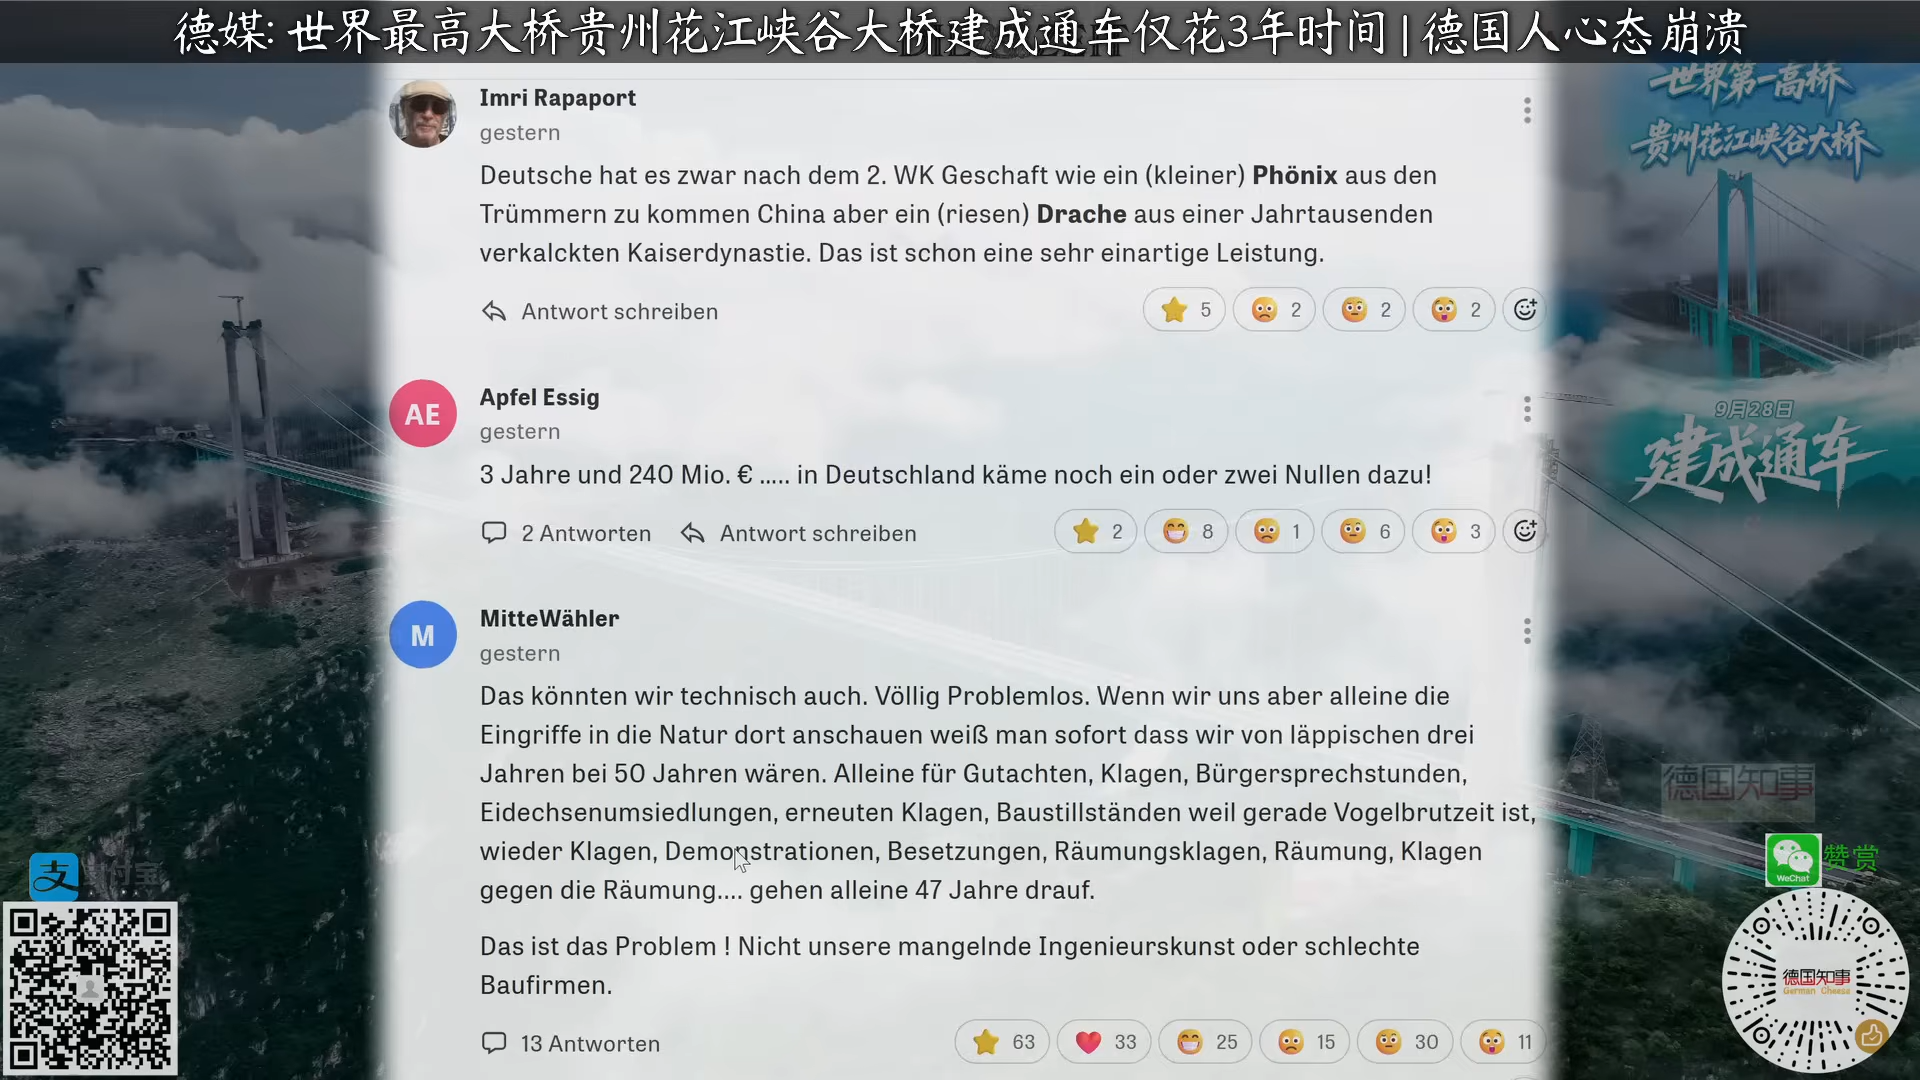 德媒: 世界最高大桥贵州花江峡谷大桥建成通车仅花3年时间 | 德国人心态崩溃
世界第一高桥
贵州花江峡谷大桥
9月28日
建成通车
Imri Rapaport
gestern
Deutsche hat es zwar nach dem 2. WK Geschaft wie ein (kleiner) Phönix aus den
Trümmern zu kommen China aber ein (riesen) Drache aus einer Jahrtausenden
verkalckten Kaiserdynastie. Das ist schon eine sehr einartige Leistung.
Antwort schreiben
5 2 2 2
AE
Apfel Essig
gestern
3 Jahre und 240 Mio. € ..... in Deutschland käme noch ein oder zwei Nullen dazu!
2 Antworten Antwort schreiben
2 8 1 6 3
M
MitteWähler
gestern
Das könnten wir technisch auch. Völlig Problemlos. Wenn wir uns aber alleine die
Eingriffe in die Natur dort anschauen weiß man sofort dass wir von läppischen drei
Jahren bei 50 Jahren wären. Alleine für Gutachten, Klagen, Bürgersprechstunden,
Eidechsenumsiedlungen, erneuten Klagen, Baustillständen weil gerade Vogelbrutzeit ist,
wieder Klagen, Demonstrationen, Besetzungen, Räumungsklagen, Räumung, Klagen
gegen die Räumung.... gehen alleine 47 Jahre drauf.
Das ist das Problem ! Nicht unsere mangelnde Ingenieurskunst oder schlechte
Baufirmen.
13 Antworten
63 33 25 15 30 11
德国知事
支付宝
WeChat
赞赏
德国知事
German Cheese